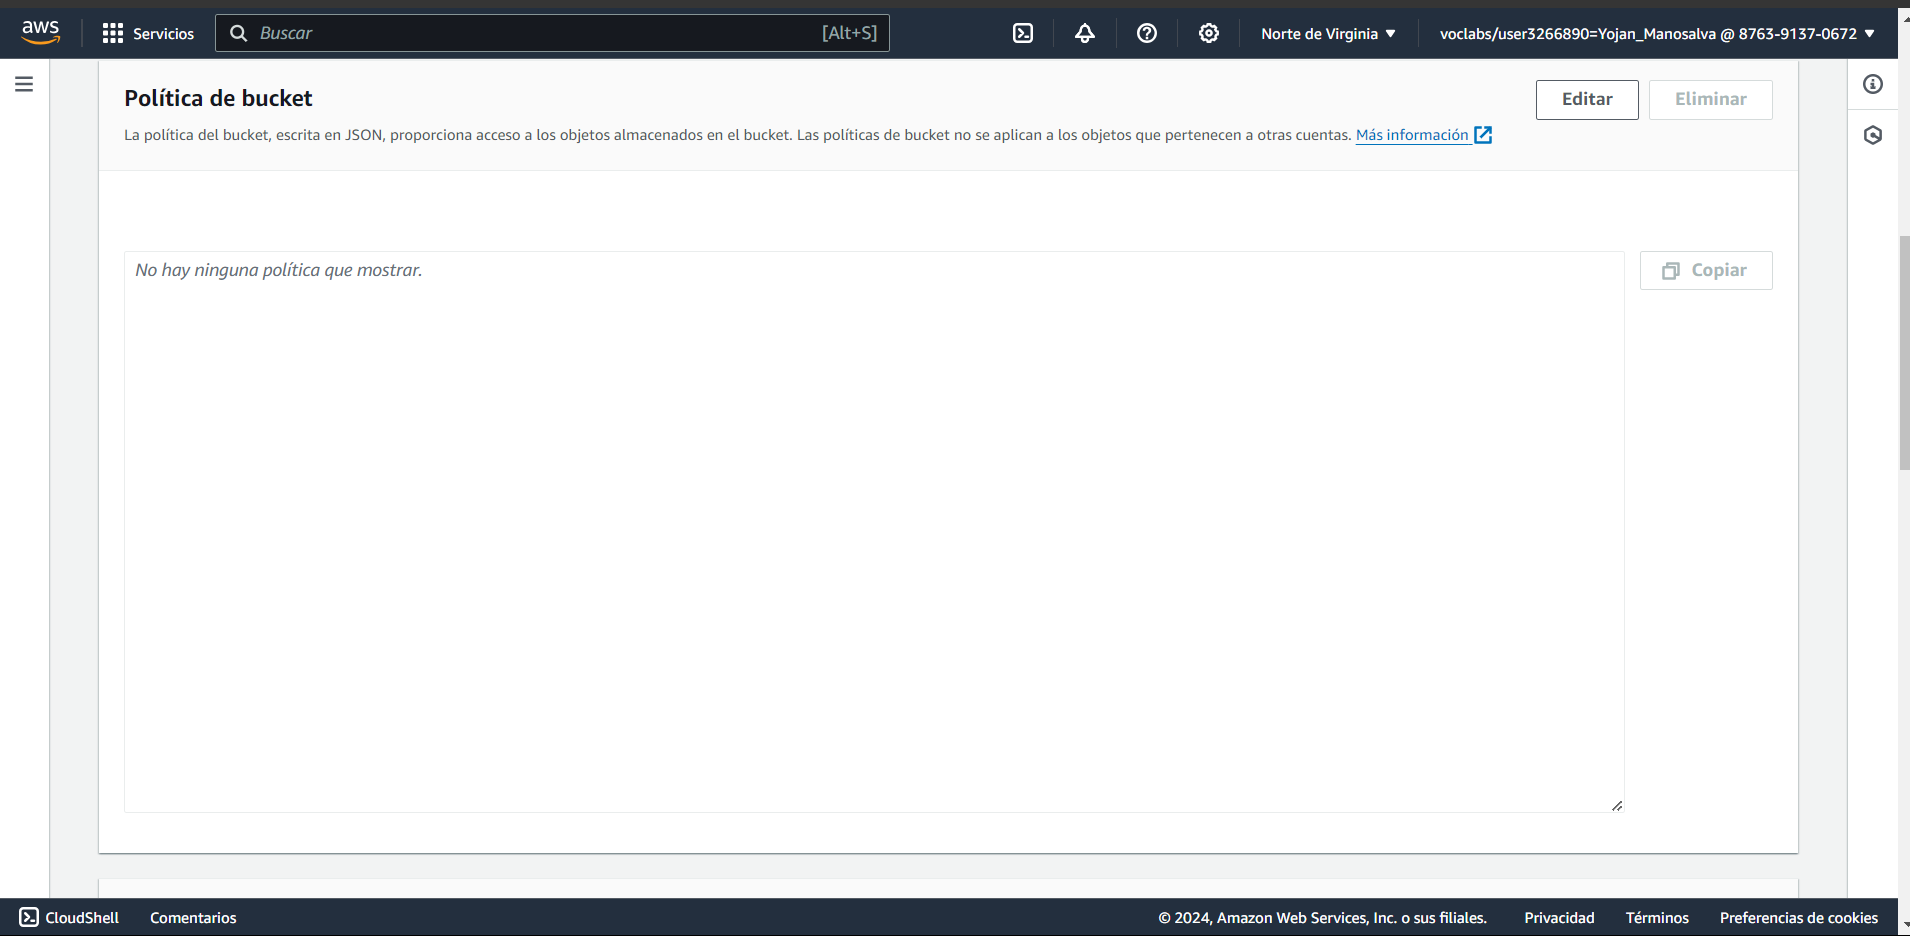 aws
Servicios
Buscar
[Alt+S]
Norte de Virginia
voclabs/user3266890=Yojan_Manosalva @ 8763-9137-0672
Política de bucket
Editar
Eliminar
La política del bucket, escrita en JSON, proporciona acceso a los objetos almacenados en el bucket. Las políticas de bucket no se aplican a los objetos que pertenecen a otras cuentas. Más información
No hay ninguna política que mostrar.
Copiar
CloudShell
Comentarios
© 2024, Amazon Web Services, Inc. o sus filiales.
Privacidad
Términos
Preferencias de cookies